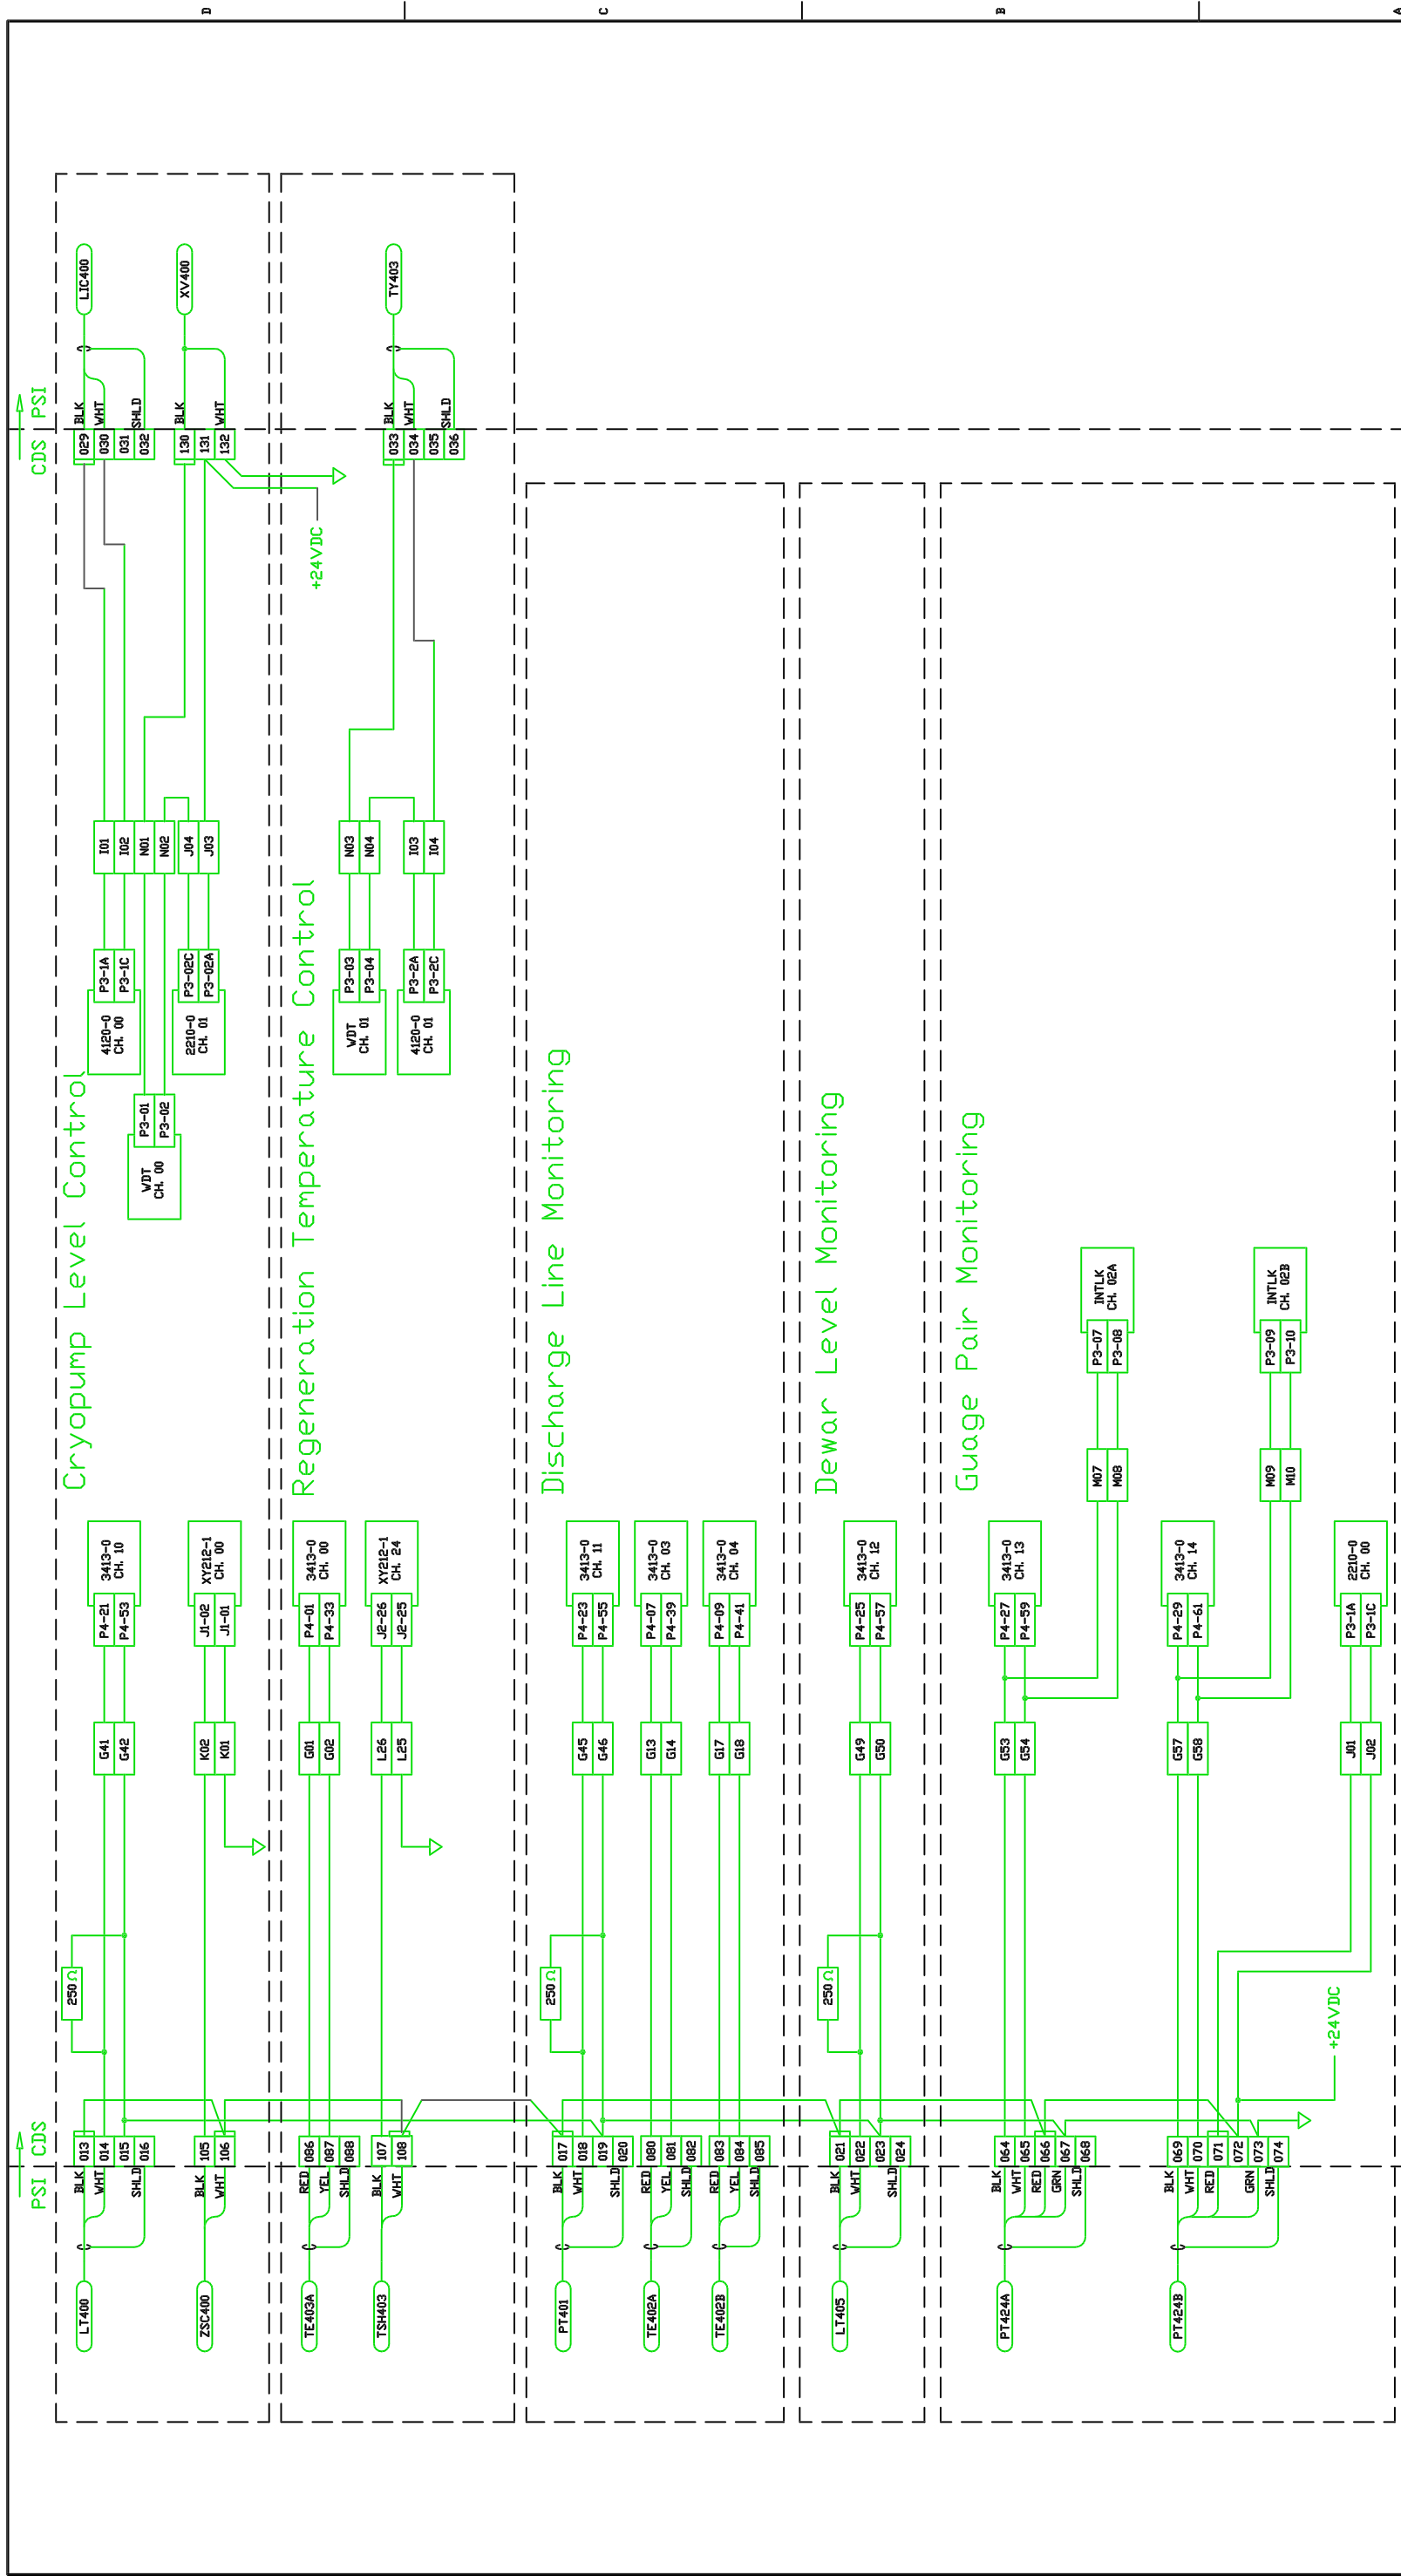 D
C
B
A
PSI CDS
CDS PSI
Cryopump Level Control
LT400
BLK
WHT
SHLD
013
014
015
016
250Ω
G41
G42
P4-21
P4-53
3413-0
CH. 10
ZSC400
BLK
WHT
105
106
K02
K01
J1-02
J1-01
XY212-1
CH. 00
WDT
CH. 00
P3-01
P3-02
4120-0
CH. 00
P3-1A
P3-1C
2210-0
CH. 01
P3-02C
P3-02A
I01
I02
N01
N02
J04
J03
029
030
031
032
BLK
WHT
SHLD
LIC400
130
131
132
BLK
WHT
XV400
+24VDC
Regeneration Temperature Control
TE403A
RED
YEL
SHLD
086
087
088
G01
G02
P4-01
P4-33
3413-0
CH. 00
TSH403
BLK
WHT
107
108
L26
L25
J2-26
J2-25
XY212-1
CH. 24
WDT
CH. 01
P3-03
P3-04
4120-0
CH. 01
P3-2A
P3-2C
N03
N04
I03
I04
033
034
035
036
BLK
WHT
SHLD
TY403
Discharge Line Monitoring
PT401
BLK
WHT
SHLD
017
018
019
020
250Ω
G45
G46
P4-23
P4-55
3413-0
CH. 11
TE402A
RED
YEL
SHLD
080
081
082
G13
G14
P4-07
P4-39
3413-0
CH. 03
TE402B
RED
YEL
SHLD
083
084
085
G17
G18
P4-09
P4-41
3413-0
CH. 04
Dewar Level Monitoring
LT405
BLK
WHT
SHLD
021
022
023
024
250Ω
G49
G50
P4-25
P4-57
3413-0
CH. 12
Guage Pair Monitoring
PT424A
BLK
WHT
RED
GRN
SHLD
064
065
066
067
068
G53
G54
P4-27
P4-59
3413-0
CH. 13
M07
M08
P3-07
P3-08
INTLK
CH. 02A
PT424B
BLK
WHT
RED
GRN
SHLD
069
070
071
072
073
074
G57
G58
P4-29
P4-61
3413-0
CH. 14
M09
M10
P3-09
P3-10
INTLK
CH. 02B
+24VDC
J01
J02
P3-1A
P3-1C
2210-0
CH. 00